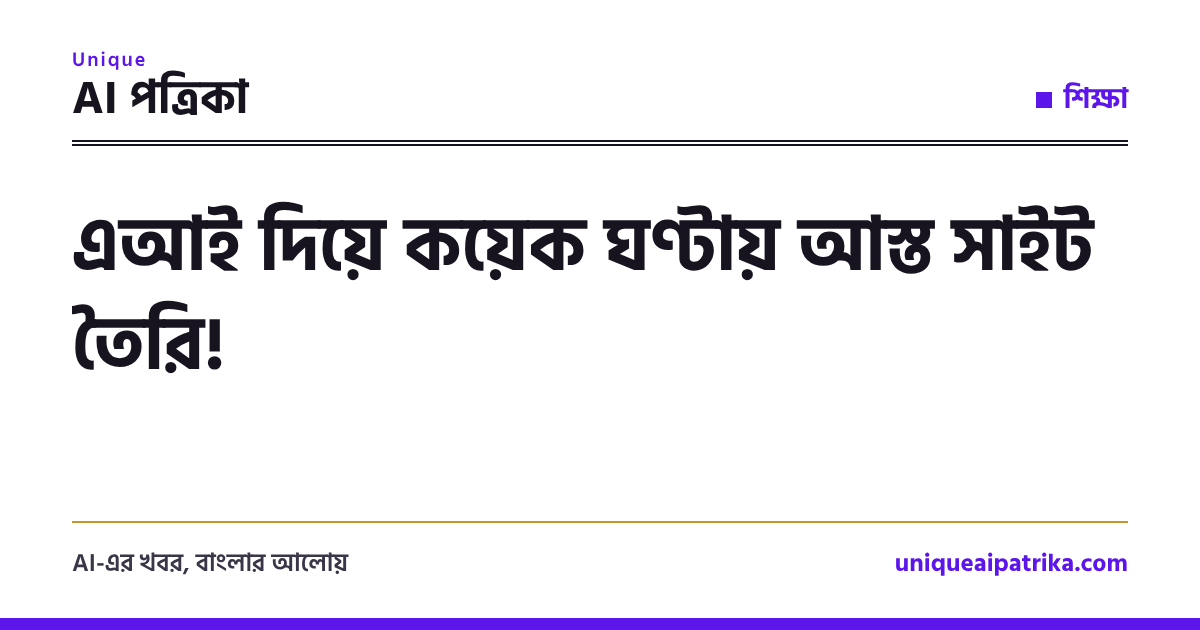 Unique
AI পত্রিকা
শিক্ষা
এআই দিয়ে কয়েক ঘণ্টায় আস্ত সাইট
তৈরি!
AI-এর খবর, বাংলার আলোয়
uniqueaipatrika.com